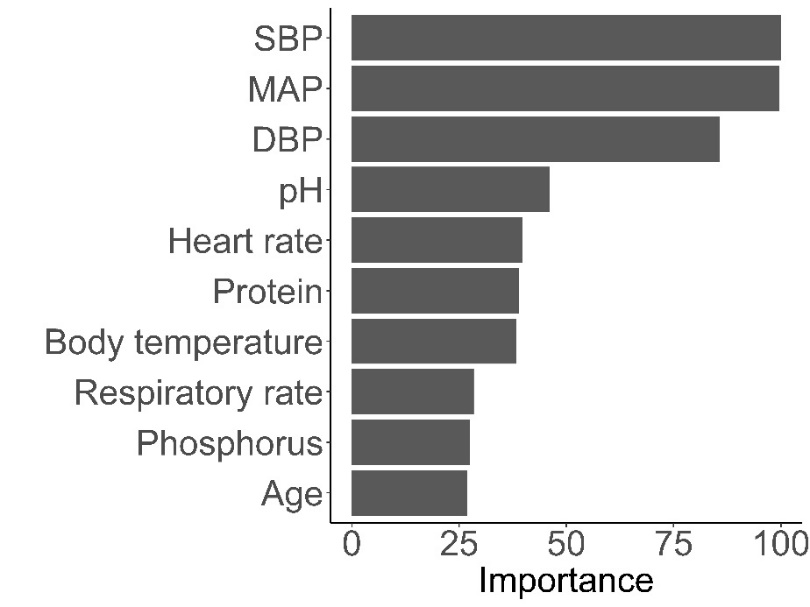 SBP
MAP
DBP
pH
Heart rate
Protein
Body temperature
Respiratory rate
Phosphorus
Age
0 25 50 75 100
Importance